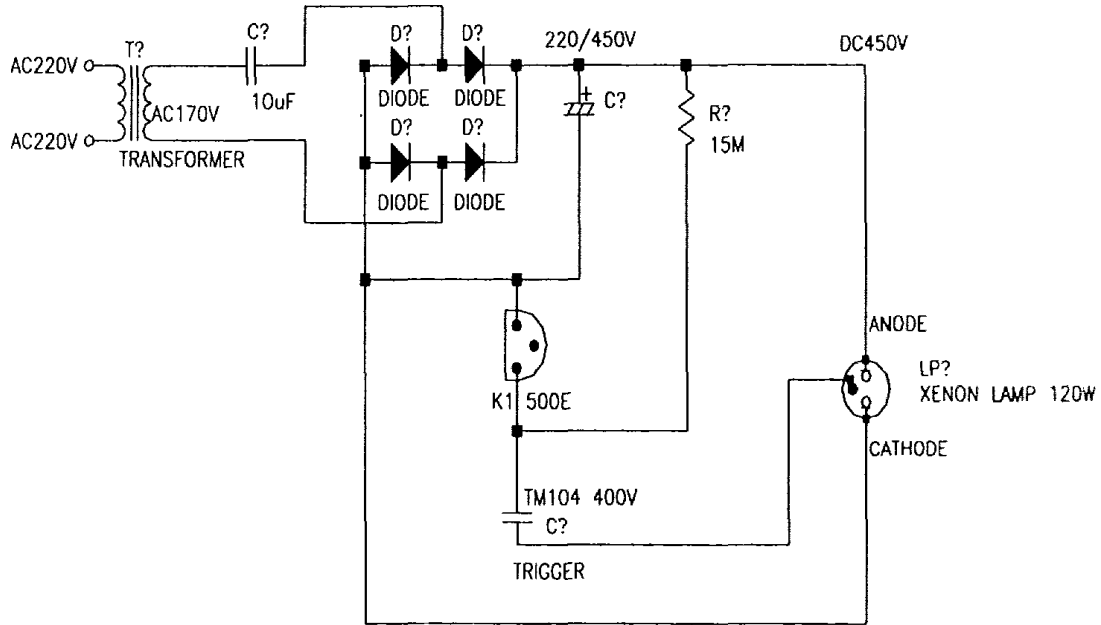 T?
C?
D?
D?
220/450V
DC450V
AC220V
AC170V
10uF
DIODE
DIODE
C?
R?
15M
AC220V
TRANSFORMER
D?
D?
DIODE
DIODE
ANODE
LP?
XENON LAMP 120W
K1 500E
CATHODE
TM104 400V
C?
TRIGGER